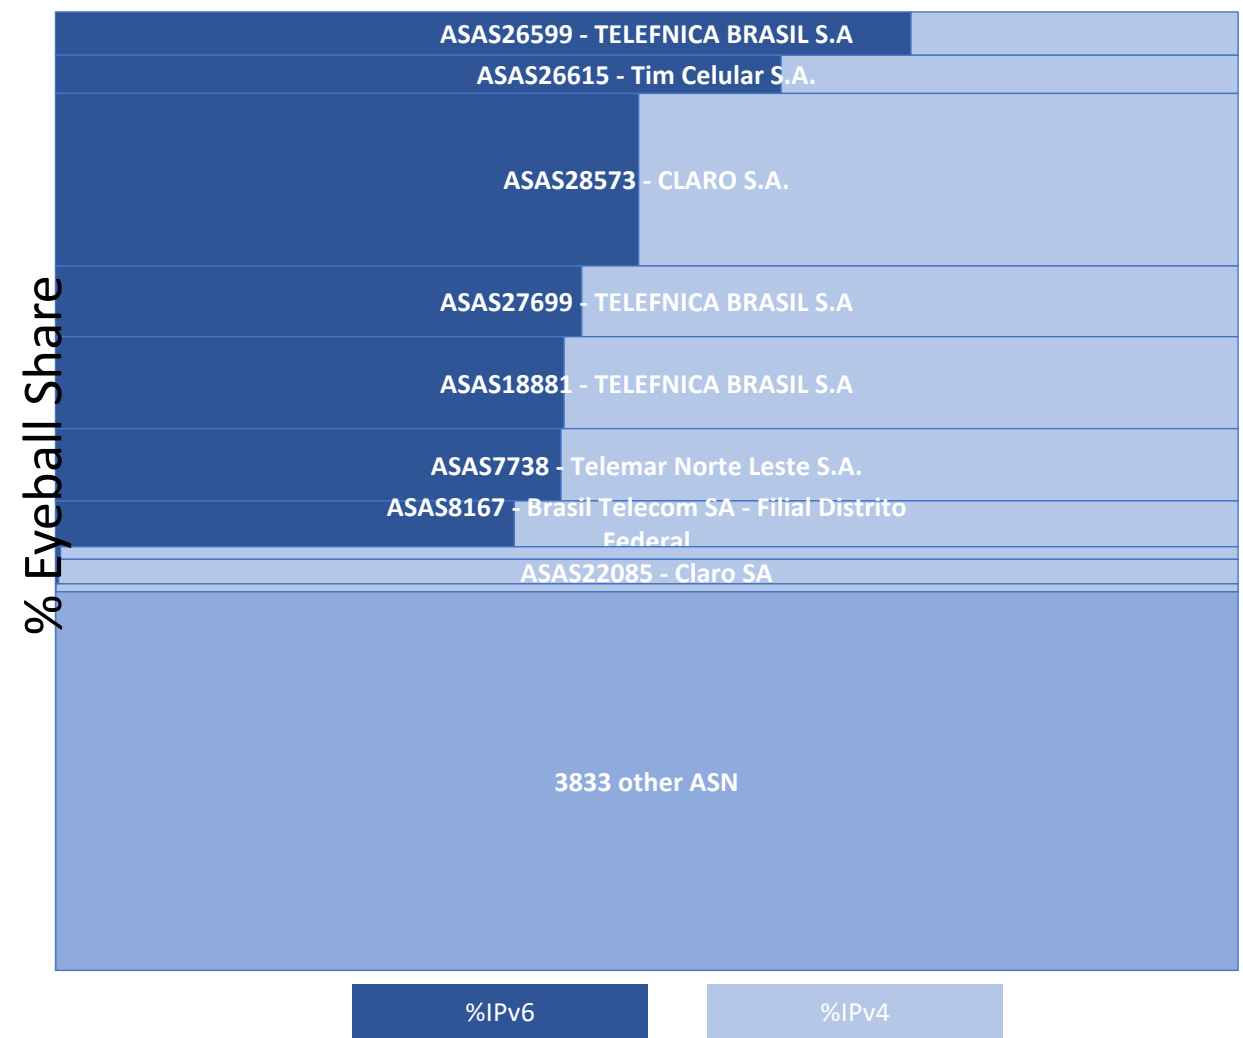 ASAS26599 - TELEFNICA BRASIL S.A
ASAS26615 - Tim Celular S.A.
ASAS28573 - CLARO S.A.
ASAS27699 - TELEFNICA BRASIL S.A
ASAS18881 - TELEFNICA BRASIL S.A
ASAS7738 - Telemar Norte Leste S.A.
ASAS8167 - Brasil Telecom SA - Filial Distrito
Federal
ASAS22085 - Claro SA
3833 other ASN
% Eyeball Share
%IPv6
%IPv4